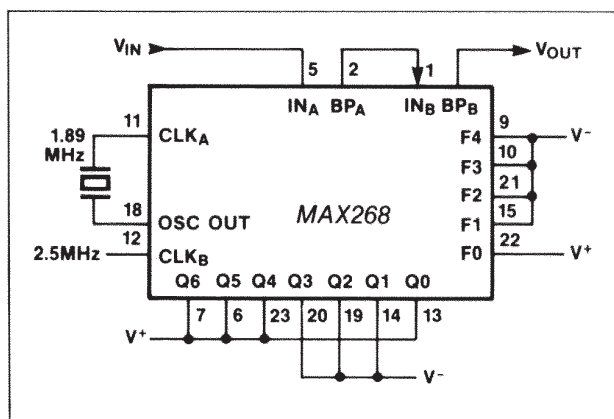 VIN VOUT
5 2 1
INA BPA INB BPB
11 CLKA F4 9 V-
1.89 MHz F3 10
F2 21
18 OSC OUT MAX268 F1 15
12 22
2.5MHz CLKB F0 V+
Q6 Q5 Q4 Q3 Q2 Q1 Q0
7 6 23 20 19 14 13
V+
V-